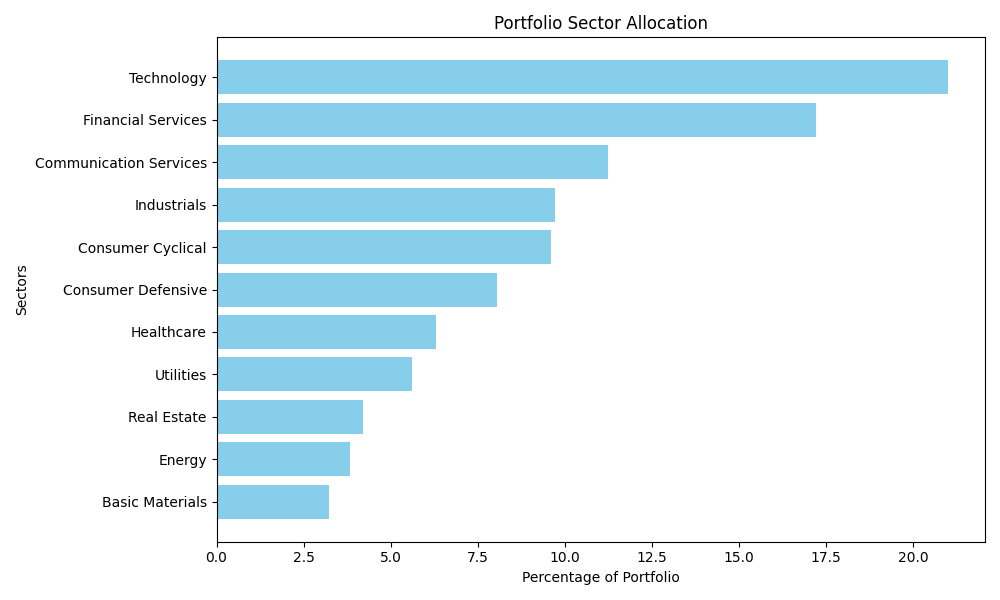 Portfolio Sector Allocation
Technology
Financial Services
Communication Services
Industrials
Consumer Cyclical
Consumer Defensive
Healthcare
Utilities
Real Estate
Energy
Basic Materials
Sectors
0.0 2.5 5.0 7.5 10.0 12.5 15.0 17.5 20.0
Percentage of Portfolio